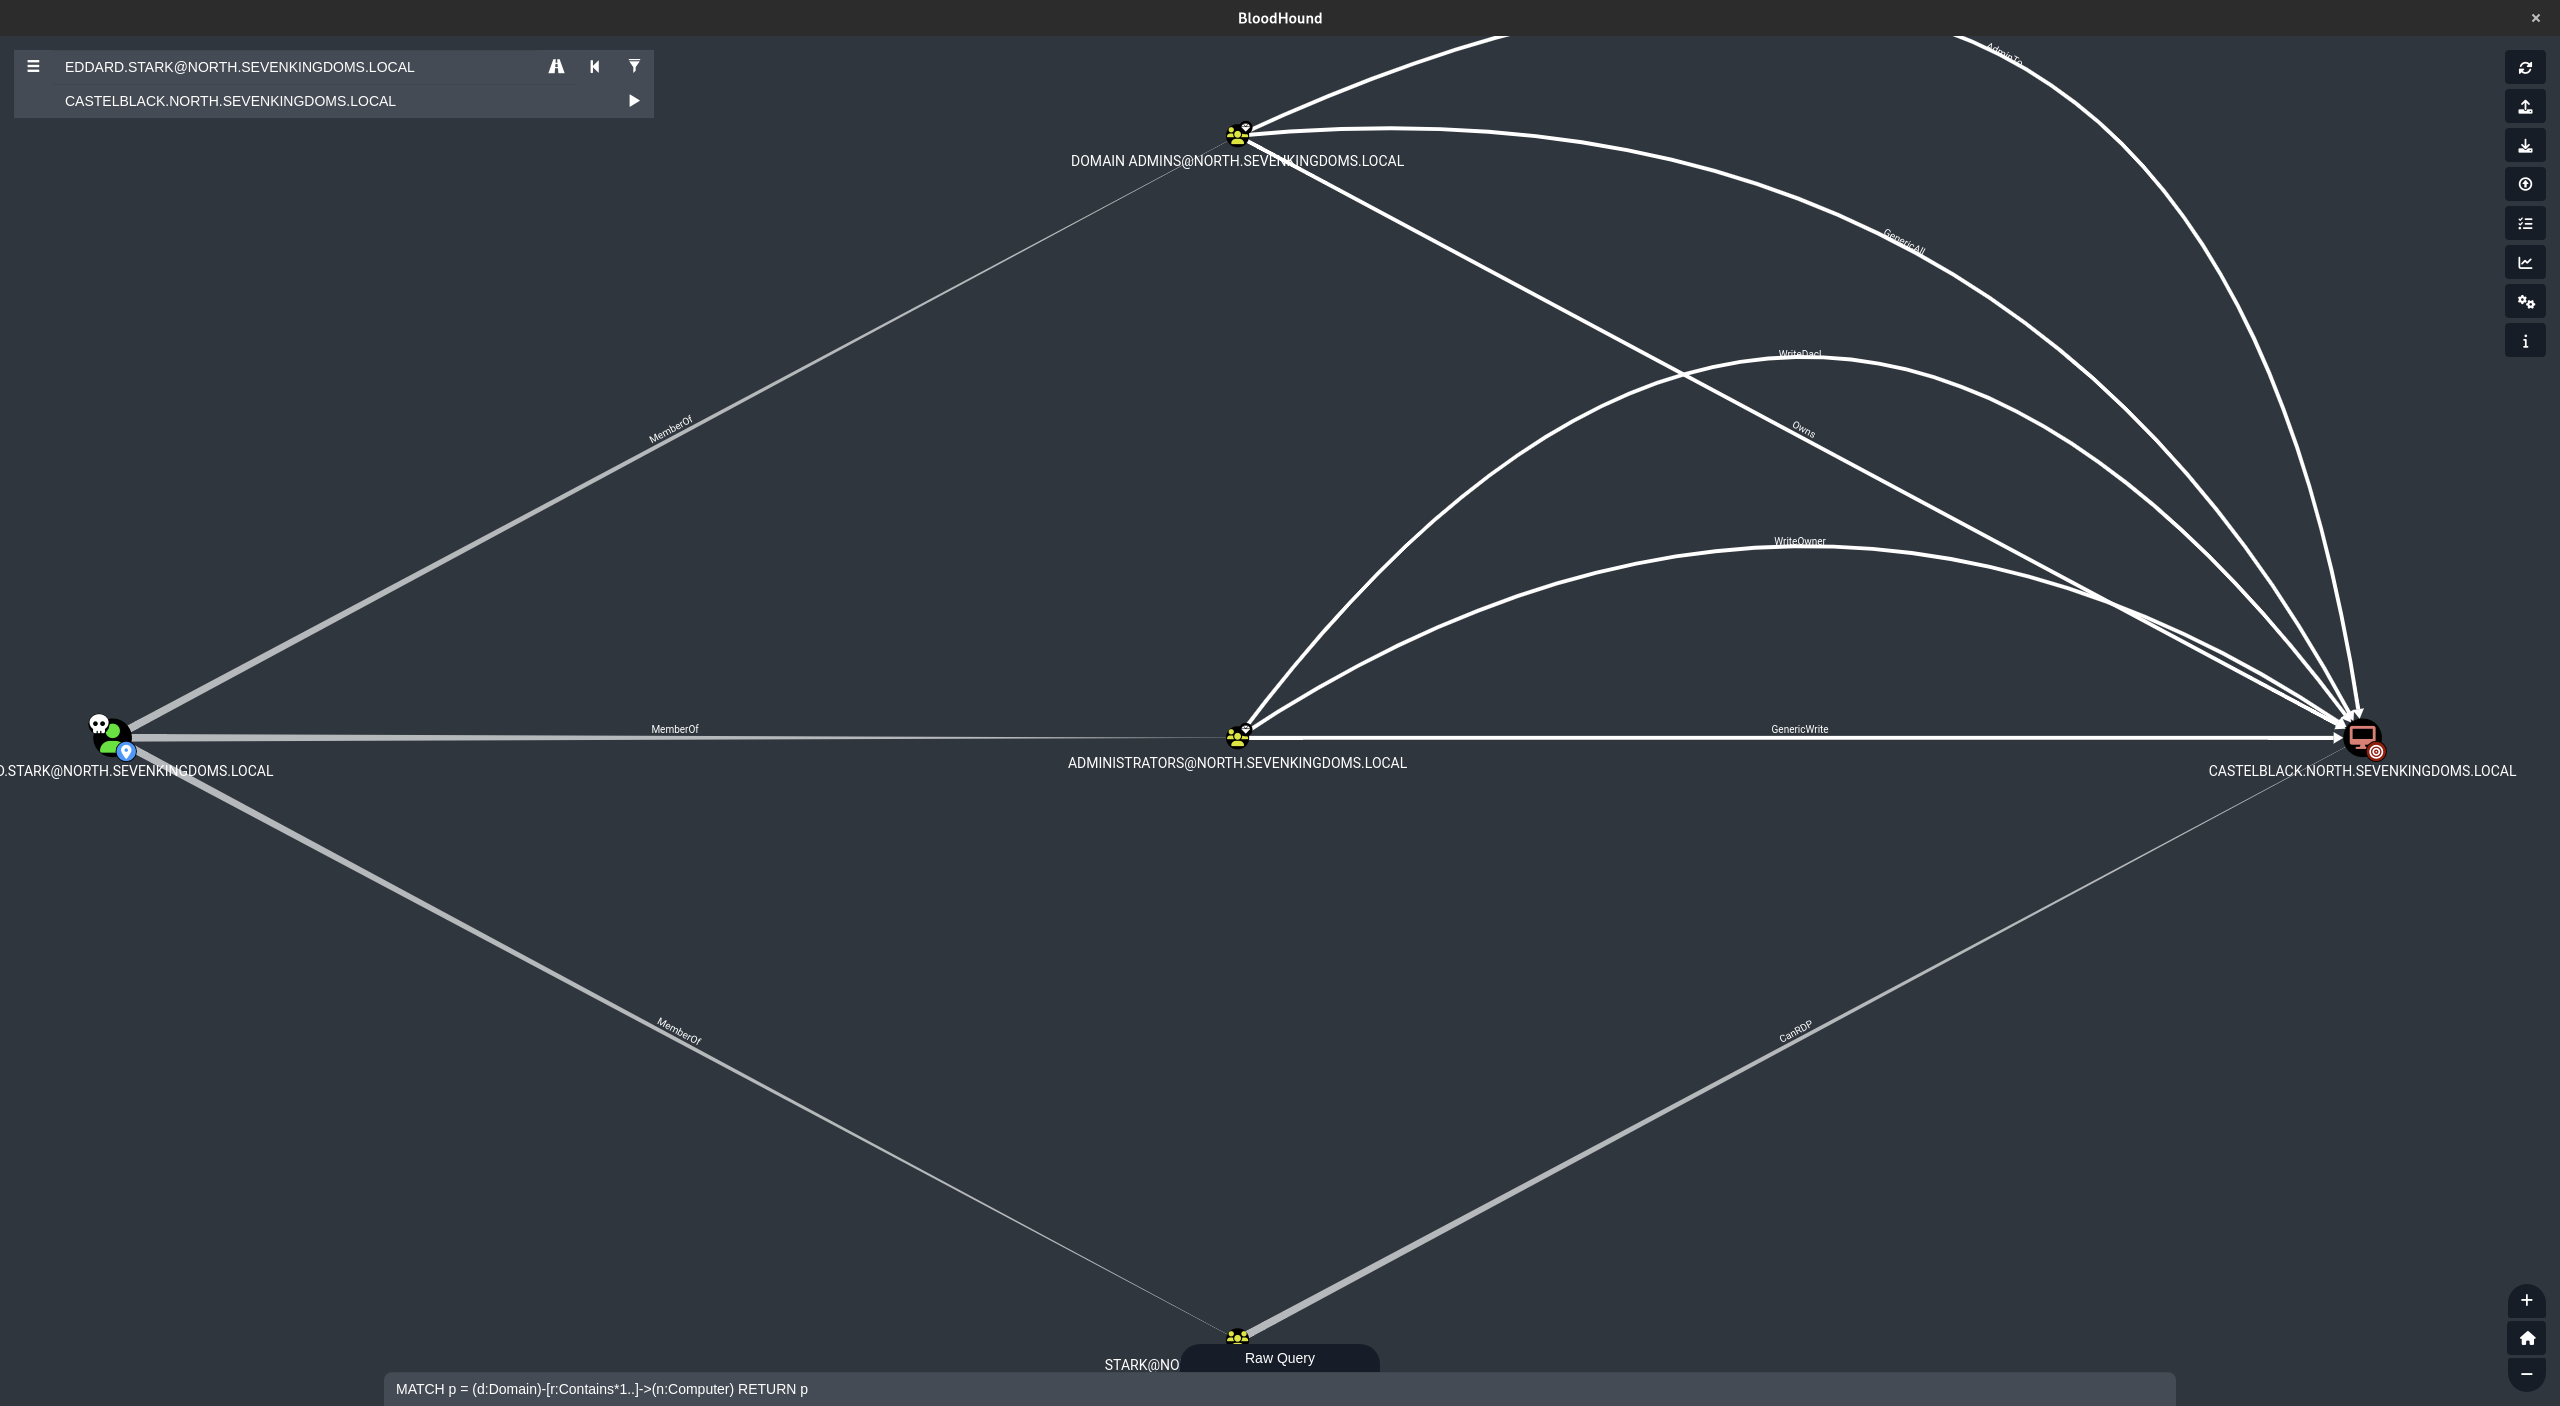 BloodHound
EDDARD.STARK@NORTH.SEVENKINGDOMS.LOCAL
CASTELBLACK.NORTH.SEVENKINGDOMS.LOCAL
AdminTo
DOMAIN ADMINS@NORTH.SEVENKINGDOMS.LOCAL
GenericAll
WriteDacl
MemberOf
Owns
WriteOwner
MemberOf
GenericWrite
D.STARK@NORTH.SEVENKINGDOMS.LOCAL
ADMINISTRATORS@NORTH.SEVENKINGDOMS.LOCAL
CASTELBLACK.NORTH.SEVENKINGDOMS.LOCAL
MemberOf
CanRDP
STARK@NO
Raw Query
MATCH p = (d:Domain)-[r:Contains*1..]->(n:Computer) RETURN p